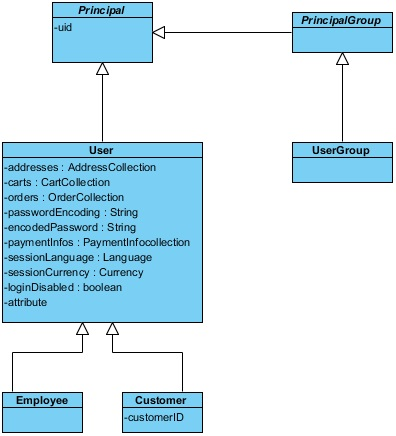 Principal
-uid
PrincipalGroup
User
-addresses : AddressCollection
-carts : CartCollection
-orders : OrderCollection
-passwordEncoding : String
-encodedPassword : String
-paymentInfos : PaymentInfocollection
-sessionLanguage : Language
-sessionCurrency : Currency
-loginDisabled : boolean
-attribute
UserGroup
Employee
Customer
-customerID